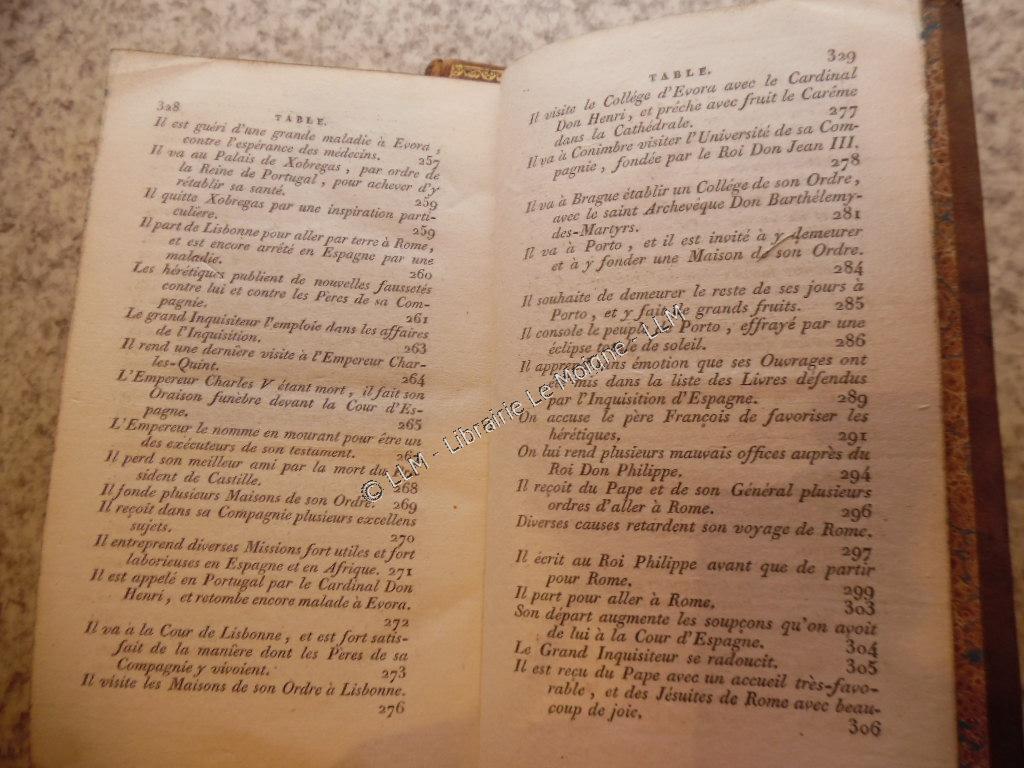 328
TABLE.
Il est guéri d'une grande maladie à Evora,
contre l'espérance des médecins. 257
Il va au Palais de Xobregas, par ordre de
la Reine de Portugal, pour achever d'y
rétablir sa santé. 259
Il quitte Xobregas par une inspiration parti-
culière. 259
Il part de Lisbonne pour aller par terre à Rome,
et est encore arrêté en Espagne par une
maladie. 260
Les hérétiques publient de nouvelles faussetés
contre lui et contre les Pères de sa Com-
pagnie. 261
Le grand Inquisiteur l'emploie dans les affaires
de l'Inquisition. 263
Il rend une dernière visite à l'Empereur Char-
les-Quint. 264
L'Empereur Charles V étant mort, il fait son
Oraison funèbre devant la Cour d'Es-
pagne. 265
L'Empereur le nomme en mourant pour être un
des exécuteurs de son testament.
Il perd son meilleur ami par la mort du
sident de Castille. 268
Il fonde plusieurs Maisons de son Ordre. 269
Il reçoit dans sa Compagnie plusieurs excellens
sujets. 270
Il entreprend diverses Missions fort utiles et fort
laborieuses en Espagne et en Afrique. 271
Il est appelé en Portugal par le Cardinal Don
Henri, et retombe encore malade à Evora.
272
Il va à la Cour de Lisbonne, et est fort satis-
fait de la manière dont les Pères de sa
Compagnie y vivoient. 273
Il visite les Maisons de son Ordre à Lisbonne.
276
TABLE. 329
Il visite le Collége d'Evora avec le Cardinal
Don Henri, et prêche avec fruit le Carême
dans la Cathédrale. 277
Il va à Conimbre visiter l'Université de sa Com-
pagnie, fondée par le Roi Don Jean III.
278
Il va à Brague établir un Collége de son Ordre,
avec le saint Archevêque Don Barthélemy-
des-Martyrs. 281
Il va à Porto, et il est invité à y demeurer
et à y fonder une Maison de son Ordre.
284
Il souhaite de demeurer le reste de ses jours à
Porto, et y fait de grands fruits. 285
Il console le peuple de Porto, effrayé par une
éclipse totale de soleil. 286
Il apprend sans émotion que ses Ouvrages ont
mis dans la liste des Livres défendus
par l'Inquisition d'Espagne. 289
On accuse le père François de favoriser les
hérétiques. 291
On lui rend plusieurs mauvais offices auprès du
Roi Don Philippe. 294
Il reçoit du Pape et de son Général plusieurs
ordres d'aller à Rome. 296
Diverses causes retardent son voyage de Rome.
297
Il écrit au Roi Philippe avant que de partir
pour Rome. 299
Il part pour aller à Rome. 303
Son départ augmente les soupçons qu'on avoit
de lui à la Cour d'Espagne. 304
Le Grand Inquisiteur se radoucit. 305
Il est reçu du Pape avec un accueil très-favo-
rable, et des Jésuites de Rome avec beau-
coup de joie. 306
© LLM - Librairie Le Moigne - LLM